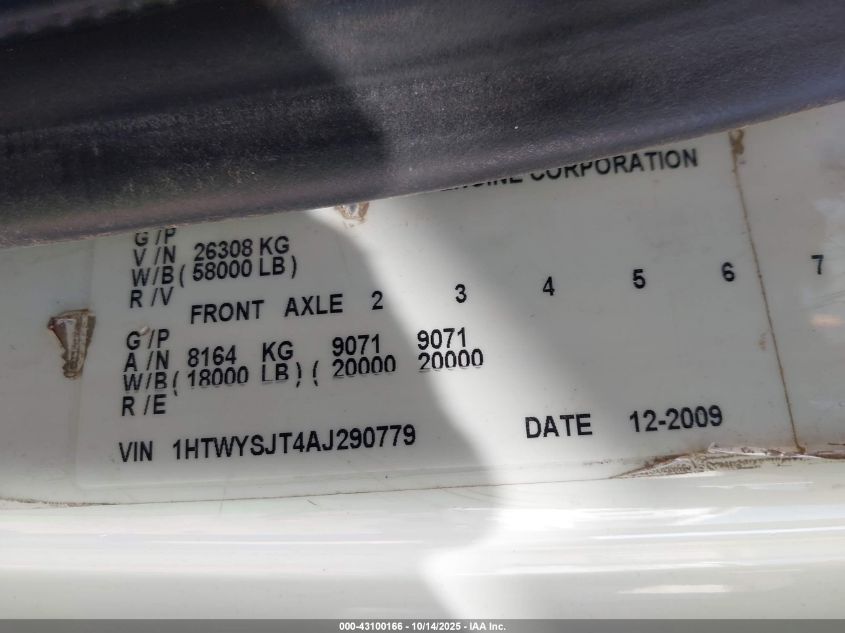 ENGINE CORPORATION
G /P
V /N 26308 KG
W/B ( 58000 LB )
R /V
FRONT AXLE 2 3 4 5 6 7
G /P
A /N 8164 KG 9071 9071
W/B ( 18000 LB ) ( 20000 20000
R /E
VIN 1HTWYSJT4AJ290779 DATE 12-2009
000-43100166 - 10/14/2025 - IAA Inc.